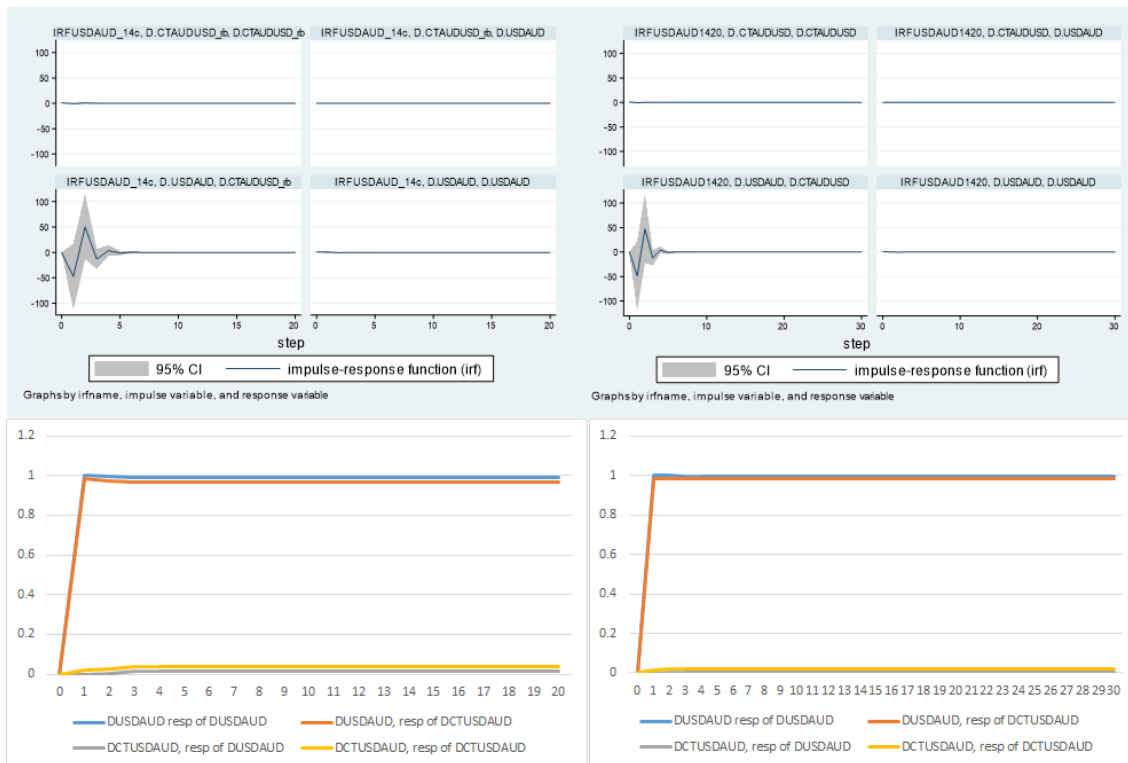 IRFUSDAUD_14c, D.CTAUDUSD_rb, D.CTAUDUSD_rb
IRFUSDAUD_14c, D.CTAUDUSD_rb, D.USDAUD
100
50
0
-50
-100
IRFUSDAUD_14c, D.USDAUD, D.CTAUDUSD_rb
IRFUSDAUD_14c, D.USDAUD, D.USDAUD
100
50
0
-50
-100
0 5 10 15 20
0 5 10 15 20
step
95% CI
impulse-response function (irf)
Graphs by irfname, impulse variable, and response variable
IRFUSDAUD1420, D.CTAUDUSD, D.CTAUDUSD
IRFUSDAUD1420, D.CTAUDUSD, D.USDAUD
100
50
0
-50
-100
IRFUSDAUD1420, D.USDAUD, D.CTAUDUSD
IRFUSDAUD1420, D.USDAUD, D.USDAUD
100
50
0
-50
-100
0 10 20 30
0 10 20 30
step
95% CI
impulse-response function (irf)
Graphs by irfname, impulse variable, and response variable
1.2
1
0.8
0.6
0.4
0.2
0
0 1 2 3 4 5 6 7 8 9 10 11 12 13 14 15 16 17 18 19 20
DUSDAUD resp of DUSDAUD
DUSDAUD, resp of DCTUSDAUD
DCTUSDAUD, resp of DUSDAUD
DCTUSDAUD, resp of DCTUSDAUD
1.2
1
0.8
0.6
0.4
0.2
0
0 1 2 3 4 5 6 7 8 9 10 11 12 13 14 15 16 17 18 19 20 21 22 23 24 25 26 27 28 29 30
DUSDAUD resp of DUSDAUD
DUSDAUD, resp of DCTUSDAUD
DCTUSDAUD, resp of DUSDAUD
DCTUSDAUD, resp of DCTUSDAUD